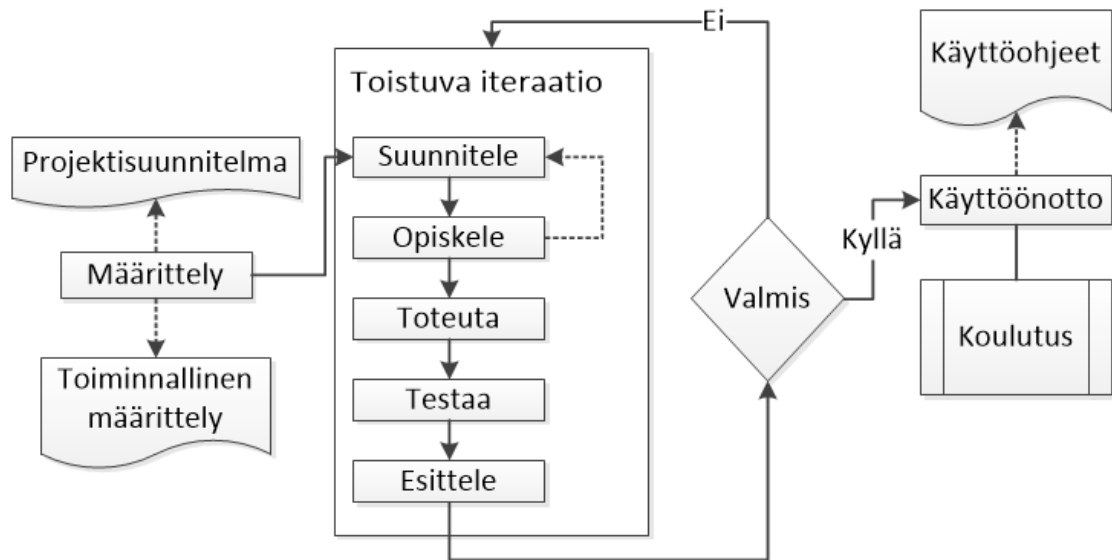 Projektisuunnitelma
Määrittely
Toiminnallinen
määrittely
Toistuva iteraatio
Suunnitele
Opiskele
Toteuta
Testaa
Esittele
Ei
Valmis
Kyllä
Käyttöohjeet
Käyttöönotto
Koulutus